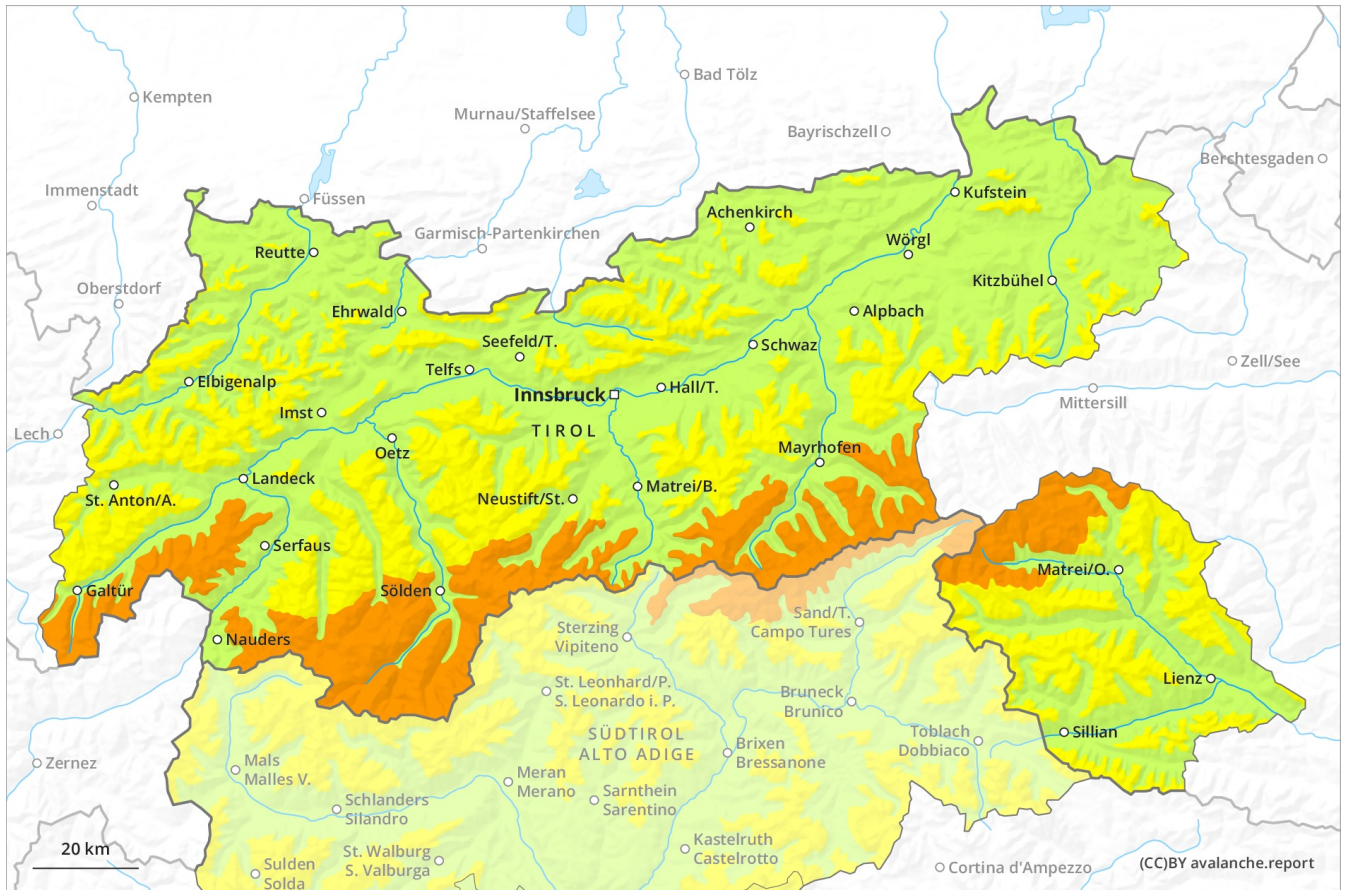 Bad Tölz
Kempten
Murnau/Staffelsee
Bayrischzell
Berchtesgaden
Immenstadt
Füssen
Kufstein
Achenkirch
Garmisch-Partenkirchen
Wörgl
Reutte
Kitzbühel
Oberstdorf
Ehrwald
Alpbach
Seefeld/T.
Schwaz
Zell/See
Telfs
Elbigenalp
Hall/T.
Innsbruck
Mittersill
Imst
TIROL
Lech
Oetz
Mayrhofen
Landeck
Matrei/B.
St. Anton/A.
Neustift/St.
Serfaus
Matrei/O.
Galtür
Sölden
Sand/T.
Campo Tures
Sterzing
Vipiteno
Nauders
Lienz
St. Leonhard/P.
S. Leonardo i. P.
Bruneck
Brunico
SÜDTIROL
ALTO ADIGE
Toblach
Dobbiaco
Sillian
Brixen
Bressanone
Zernez
Mals
Malles V.
Meran
Merano
Sarnthein
Sarentino
Schlanders
Silandro
Kastelruth
Castelrotto
20 km
St. Walburg
S. Valburga
Sulden
Solda
Cortina d'Ampezzo
(CC)BY avalanche.report